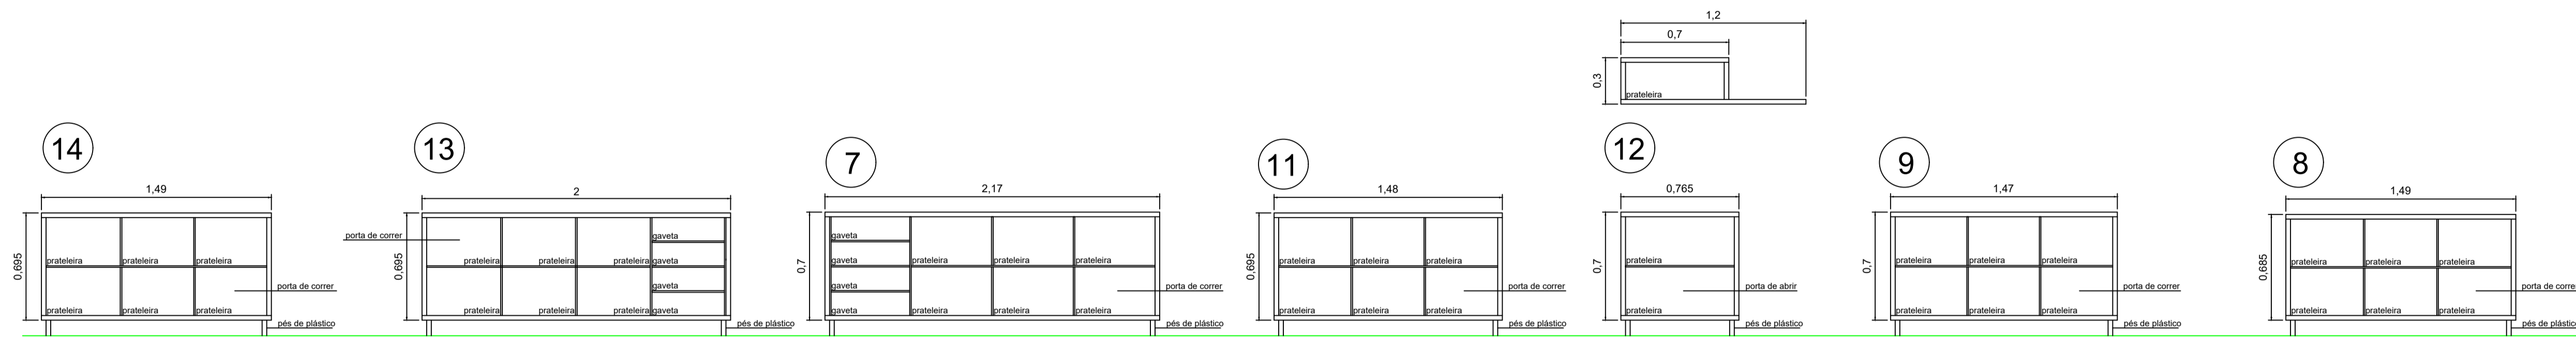 1,2
0,7
0,3
prateleira
14
1,49
0,695
prateleira
prateleira
prateleira
porta de correr
prateleira
prateleira
prateleira
pés de plástico
13
2
porta de correr
0,695
gaveta
prateleira
prateleira
prateleira
gaveta
gaveta
prateleira
prateleira
prateleira
gaveta
pés de plástico
7
2,17
0,7
gaveta
gaveta
prateleira
prateleira
prateleira
gaveta
porta de correr
gaveta
prateleira
prateleira
prateleira
pés de plástico
11
1,48
0,695
prateleira
prateleira
prateleira
porta de correr
prateleira
prateleira
prateleira
pés de plástico
12
0,765
0,7
prateleira
porta de abrir
prateleira
pés de plástico
9
1,47
0,7
prateleira
prateleira
prateleira
porta de correr
prateleira
prateleira
prateleira
pés de plástico
8
1,49
0,685
prateleira
prateleira
prateleira
porta de correr
prateleira
prateleira
prateleira
pés de plástico